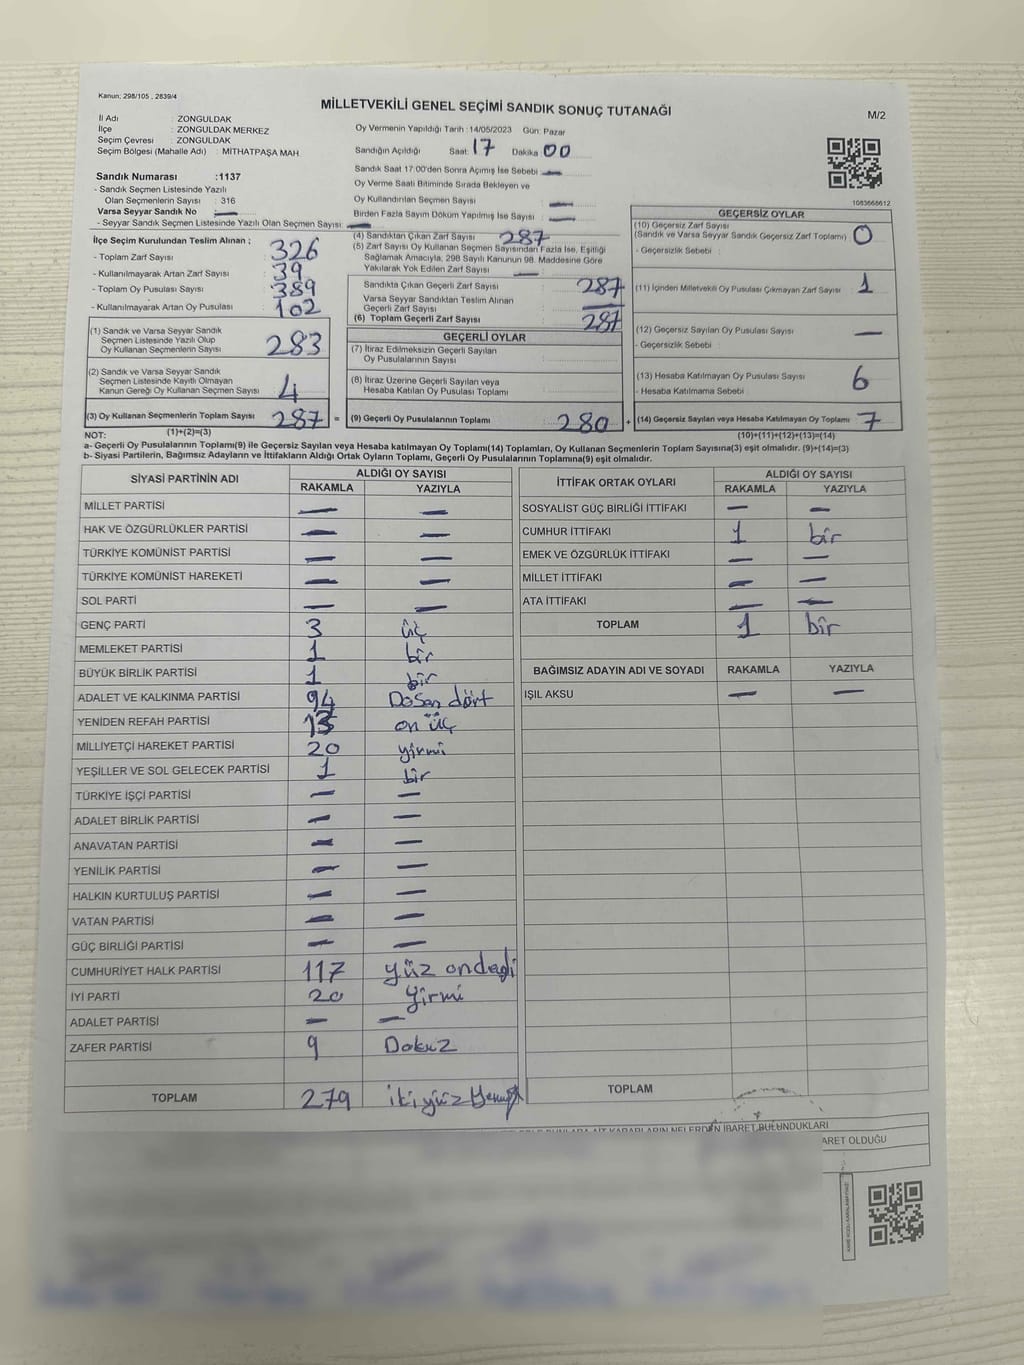 Kanun; 298/105 , 2839/4
MİLLETVEKİLİ GENEL SEÇİMİ SANDIK SONUÇ TUTANAĞI
M/2
İl Adı : ZONGULDAK
İlçe : ZONGULDAK MERKEZ
Seçim Çevresi : ZONGULDAK
Seçim Bölgesi (Mahalle Adı) : MİTHATPAŞA MAH.
Oy Vermenin Yapıldığı Tarih : 14/05/2023 Gün: Pazar
Sandığın Açıldığı Saat: 17 Dakika 00
Sandık Saat 17:00'den Sonra Açımış İse Sebebi —
Oy Verme Saati Bitiminde Sırada Bekleyen ve
Oy Kullandırılan Seçmen Sayısı : —
Birden Fazla Sayım Döküm Yapılmış İse Sayısı : —
Sandık Numarası :1137
- Sandık Seçmen Listesinde Yazılı
Olan Seçmenlerin Sayısı : 316
Varsa Seyyar Sandık No : —
- Seyyar Sandık Seçmen Listesinde Yazılı Olan Seçmen Sayısı : —
1083668612
İlçe Seçim Kurulundan Teslim Alınan ;
- Toplam Zarf Sayısı : 326
- Kullanılmayarak Artan Zarf Sayısı : 39
- Toplam Oy Pusulası Sayısı : 389
- Kullanılmayarak Artan Oy Pusulası : 102
(1) Sandık ve Varsa Seyyar Sandık
Seçmen Listesinde Yazılı Olup
Oy Kullanan Seçmenlerin Sayısı 283
(2) Sandık ve Varsa Seyyar Sandık
Seçmen Listesinde Kayıtlı Olmayan
Kanun Gereği Oy Kullanan Seçmen Sayısı 4
(3) Oy Kullanan Seçmenlerin Toplam Sayısı 287 =
(1)+(2)=(3)
(4) Sandıktan Çıkan Zarf Sayısı 287
(5) Zarf Sayısı Oy Kullanan Seçmen Sayısından Fazla İse, Eşitliği
Sağlamak Amacıyla, 298 Sayılı Kanunun 98. Maddesine Göre
Yakılarak Yok Edilen Zarf Sayısı : —
Sandıkta Çıkan Geçerli Zarf Sayısı : 287
Varsa Seyyar Sandıktan Teslim Alınan
Geçerli Zarf Sayısı : —
(6) Toplam Geçerli Zarf Sayısı : 287
GEÇERLİ OYLAR
(7) İtiraz Edilmeksizin Geçerli Sayılan
Oy Pusulalarının Sayısı :
(8) İtiraz Üzerine Geçerli Sayılan veya
Hesaba Katılan Oy Pusulalarının Toplamı :
(9) Geçerli Oy Pusulalarının Toplamı : 280 +
GEÇERSİZ OYLAR
(10) Geçersiz Zarf Sayısı
(Sandık ve Varsa Seyyar Sandık Geçersiz Zarf Toplamı) : 0
- Geçersizlik Sebebi :
(11) İçinden Milletvekili Oy Pusulası Çıkmayan Zarf Sayısı : 1
(12) Geçersiz Sayılan Oy Pusulası Sayısı : —
- Geçersizlik Sebebi :
(13) Hesaba Katılmayan Oy Pusulası Sayısı : 6
- Hesaba Katılmama Sebebi :
(14) Geçersiz Sayılan veya Hesaba Katılmayan Oy Toplamı : 7
(10)+(11)+(12)+(13)=(14)
NOT:
a- Geçerli Oy Pusulalarının Toplamı(9) ile Geçersiz Sayılan veya Hesaba katılmayan Oy Toplamı(14) Toplamları, Oy Kullanan Seçmenlerin Toplam Sayısına(3) eşit olmalıdır. (9)+(14)=(3)
b- Siyasi Partilerin, Bağımsız Adayların ve İttifakların Aldığı Ortak Oyların Toplamı, Geçerli Oy Pusulalarının Toplamına(9) eşit olmalıdır.
SİYASİ PARTİNİN ADI ALDIĞI OY SAYISI
RAKAMLA YAZIYLA
MİLLET PARTİSİ — —
HAK VE ÖZGÜRLÜKLER PARTİSİ — —
TÜRKİYE KOMÜNİST PARTİSİ — —
TÜRKİYE KOMÜNİST HAREKETİ — —
SOL PARTİ — —
GENÇ PARTİ 3 üç
MEMLEKET PARTİSİ 1 bir
BÜYÜK BİRLİK PARTİSİ 1 bir
ADALET VE KALKINMA PARTİSİ 94 Doksan dört
YENİDEN REFAH PARTİSİ 13 on üç
MİLLİYETÇİ HAREKET PARTİSİ 20 yirmi
YEŞİLLER VE SOL GELECEK PARTİSİ 1 bir
TÜRKİYE İŞÇİ PARTİSİ — —
ADALET BİRLİK PARTİSİ — —
ANAVATAN PARTİSİ — —
YENİLİK PARTİSİ — —
HALKIN KURTULUŞ PARTİSİ — —
VATAN PARTİSİ — —
GÜÇ BİRLİĞİ PARTİSİ — —
CUMHURİYET HALK PARTİSİ 117 yüz ondedi
İYİ PARTİ 20 Yirmi
ADALET PARTİSİ — —
ZAFER PARTİSİ 9 Dokuz
TOPLAM 279 iki yüz
İTTİFAK ORTAK OYLARI ALDIĞI OY SAYISI
RAKAMLA YAZIYLA
SOSYALİST GÜÇ BİRLİĞİ İTTİFAKI — —
CUMHUR İTTİFAKI 1 bir
EMEK VE ÖZGÜRLÜK İTTİFAKI — —
MİLLET İTTİFAKI — —
ATA İTTİFAKI — —
TOPLAM 1 bir
BAĞIMSIZ ADAYIN ADI VE SOYADI RAKAMLA YAZIYLA
IŞIL AKSU — —
TOPLAM
KARARLARIN NELERDEN İBARET BULUNDUKLARI
ARET OLDUĞU